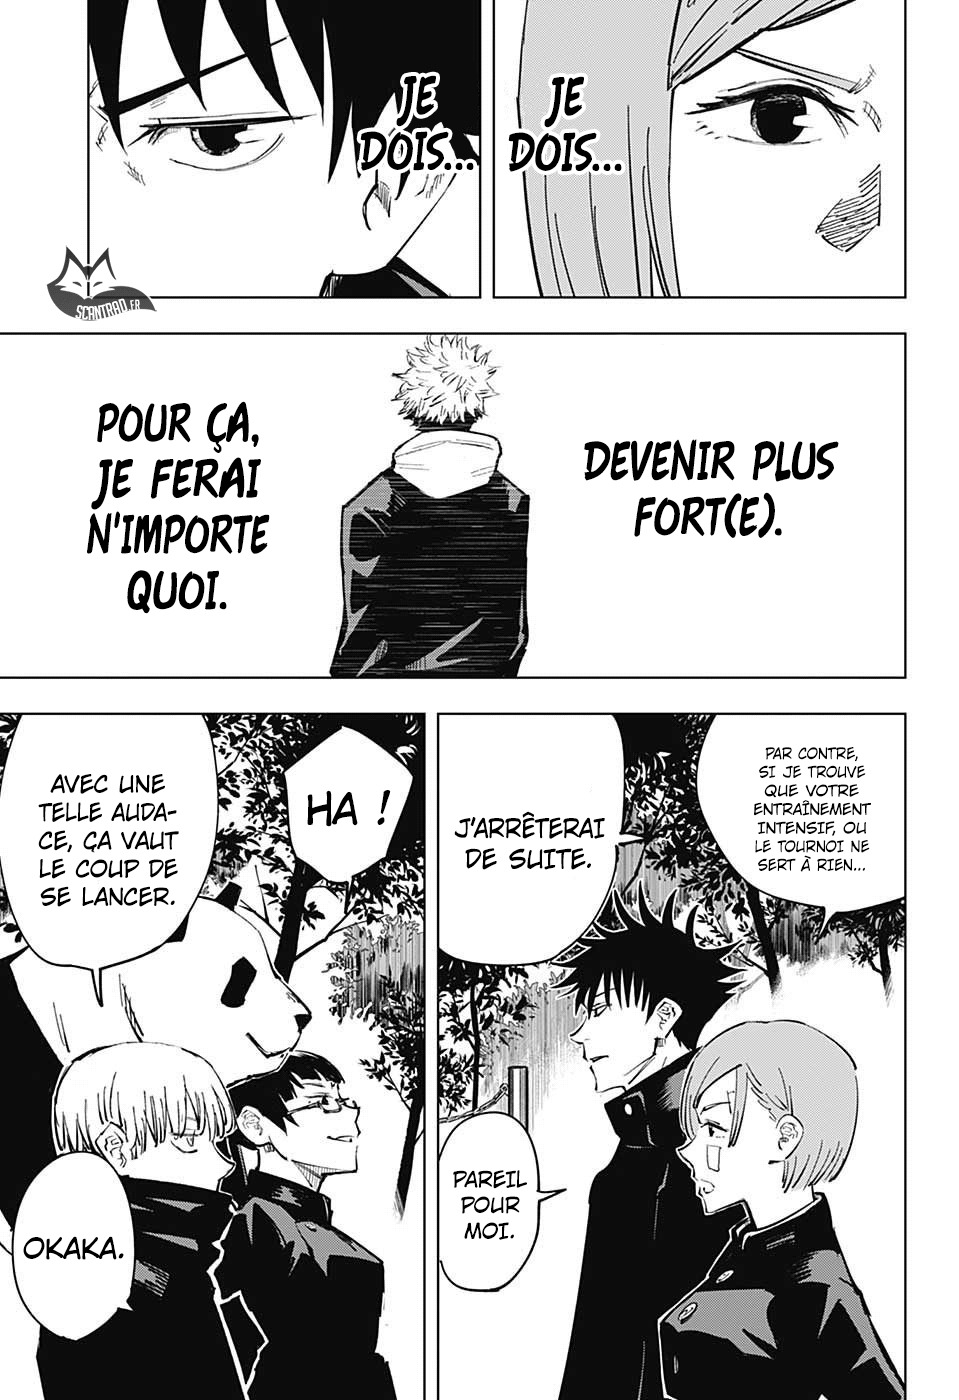 JE
DOIS...
JE
DOIS...
DEVENIR PLUS
FORT(E).
POUR ÇA,
JE FERAI
N'IMPORTE
QUOI.
PAR CONTRE,
SI JE TROUVE
QUE VOTRE
ENTRAÎNEMENT
INTENSIF, OU
LE TOURNOI NE
SERT À RIEN...
J'ARRÊTERAI
DE SUITE.
PAREIL
POUR
MOI.
HA !
AVEC UNE
TELLE AUDA-
CE, ÇA VAUT
LE COUP DE
SE LANCER.
OKAKA.
SCANTRAD.FR